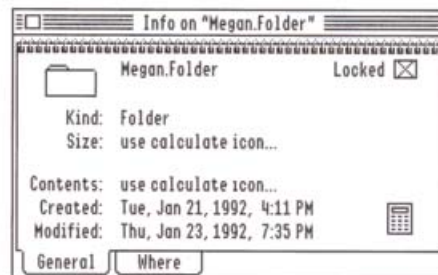 Info on "Megan.Folder"
Megan.Folder Locked
Kind: Folder
Size: use calculate icon...
Contents: use calculate icon...
Created: Tue, Jan 21, 1992, 4:11 PM
Modified: Thu, Jan 23, 1992, 7:35 PM
General Where